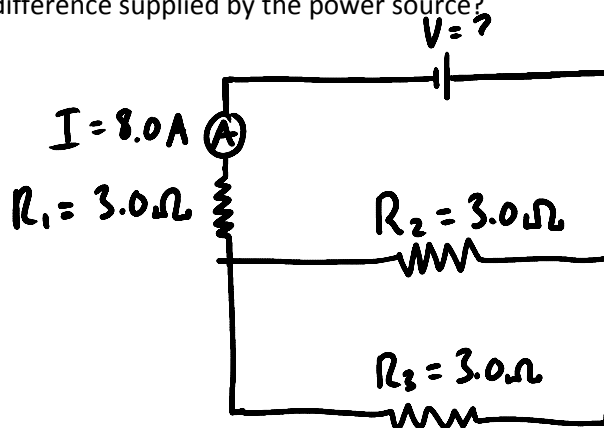 difference supplied by the power source?
V = ?
I = 8.0 A
A
R₁ = 3.0 Ω
R₂ = 3.0 Ω
R₃ = 3.0 Ω